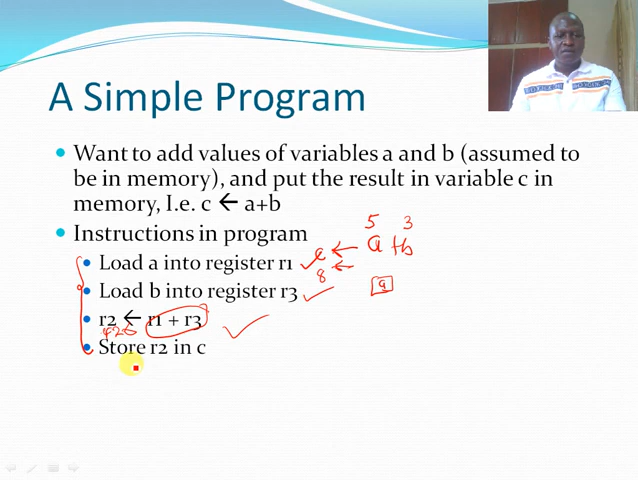 A Simple Program
Want to add values of variables a and b (assumed to
be in memory), and put the result in variable c in
memory, I.e. c ← a+b
5 3
Instructions in program
c ← a+b
Load a into register r1
8 ←
Load b into register r3
r2 ← r1 + r3
Store r2 in c